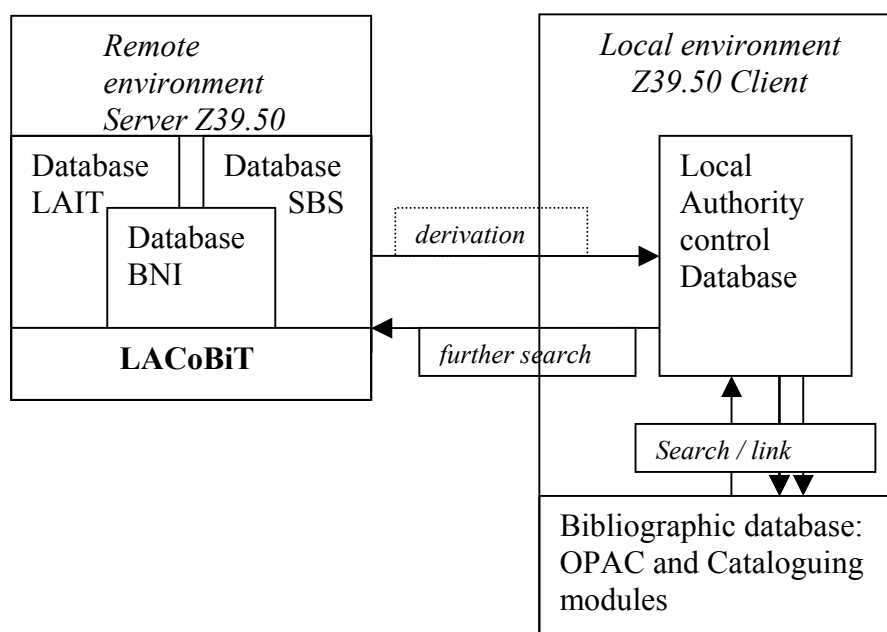 Remote
environment
Server Z39.50
Database
LAIT
Database
SBS
Database
BNI
LACoBiT
derivation
further search
Local environment
Z39.50 Client
Local
Authority
control
Database
Search / link
Bibliographic database:
OPAC and Cataloguing
modules